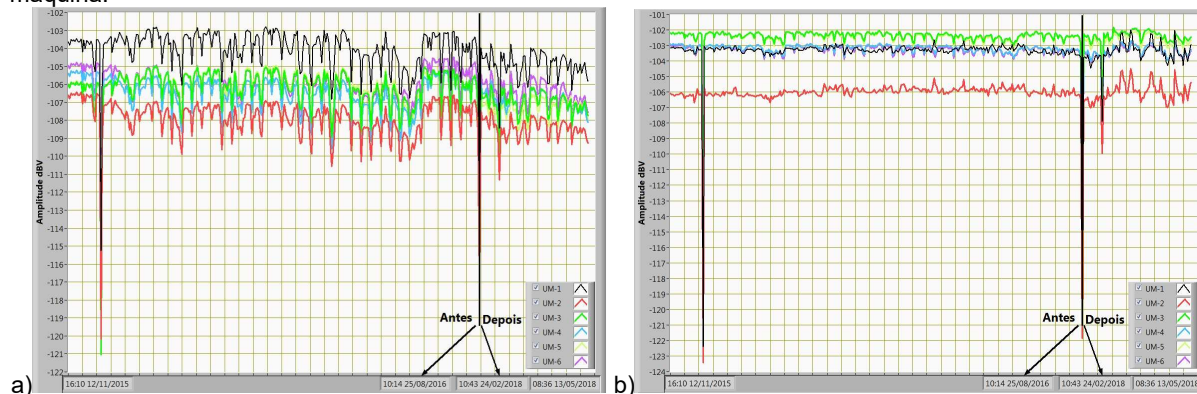 máquina.
a)
Amplitude dBV
-102
-103
-104
-105
-106
-107
-108
-109
-110
-111
-112
-113
-114
-115
-116
-117
-118
-119
-120
-121
-122
UM-1
UM-2
UM-3
UM-4
UM-5
UM-6
Antes Depois
16:10 12/11/2015 10:14 25/08/2016 10:43 24/02/2018 08:36 13/05/2018
b)
Amplitude dBV
-101
-102
-103
-104
-105
-106
-107
-108
-109
-110
-111
-112
-113
-114
-115
-116
-117
-118
-119
-120
-121
-122
-123
-124
UM-1
UM-2
UM-3
UM-4
UM-5
UM-6
Antes Depois
16:10 12/11/2015 10:14 25/08/2016 10:43 24/02/2018 08:36 13/05/2018